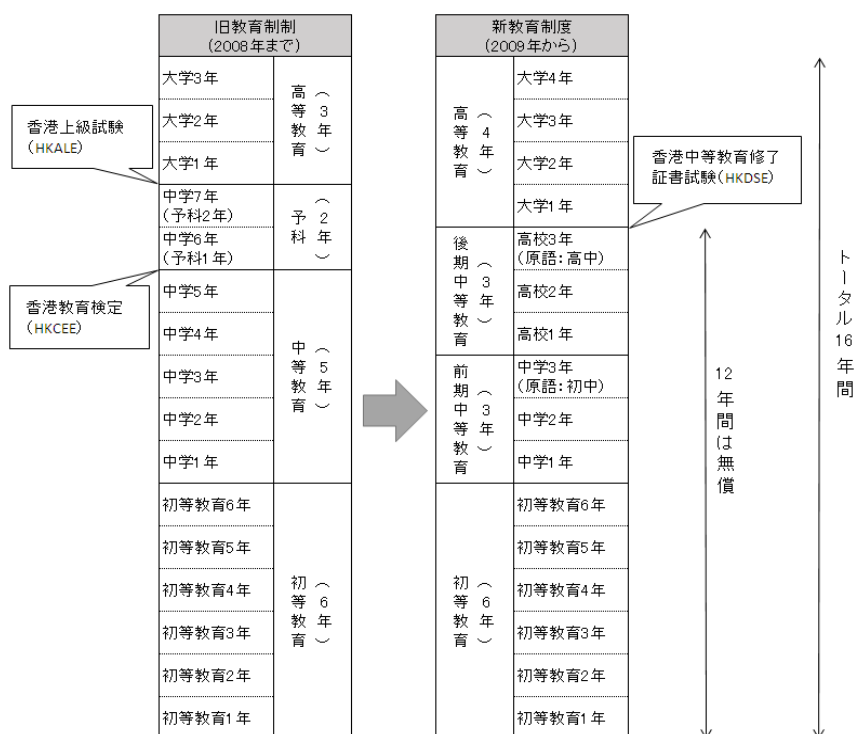 旧教育制制
(2008年まで)
大学3年
大学2年
大学1年
高等教育
(3年)
香港上級試験
(HKALE)
中学7年
(予科2年)
中学6年
(予科1年)
予科
(2年)
香港教育検定
(HKCEE)
中学5年
中学4年
中学3年
中学2年
中学1年
中等教育
(5年)
初等教育6年
初等教育5年
初等教育4年
初等教育3年
初等教育2年
初等教育1年
初等教育
(6年)
新教育制度
(2009年から)
高等教育
(4年)
大学4年
大学3年
大学2年
大学1年
香港中等教育修了
証書試験(HKDSE)
後期中等教育
(3年)
高校3年
(原語:高中)
高校2年
高校1年
前期中等教育
(3年)
中学3年
(原語:初中)
中学2年
中学1年
初等教育
(6年)
初等教育6年
初等教育5年
初等教育4年
初等教育3年
初等教育2年
初等教育1年
12年間は無償
トータル16年間